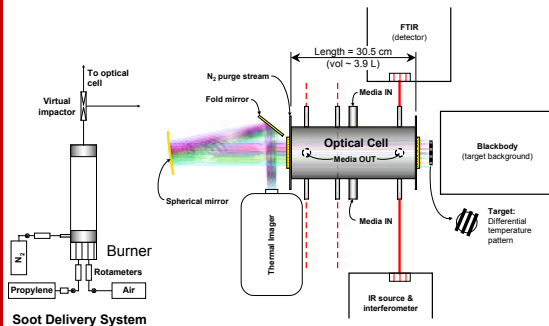 FTIR
(detector)
Length = 30.5 cm
(vol ~ 3.9 L)
To optical
cell
N₂ purge stream
Media IN
Virtual
impactor
Fold mirror
Optical Cell
Media OUT
Blackbody
(target background)
Spherical mirror
Media IN
Target:
Differential
temperature
pattern
Thermal Imager
N₂
Burner
Rotameters
Propylene
Air
IR source &
interferometer
Soot Delivery System